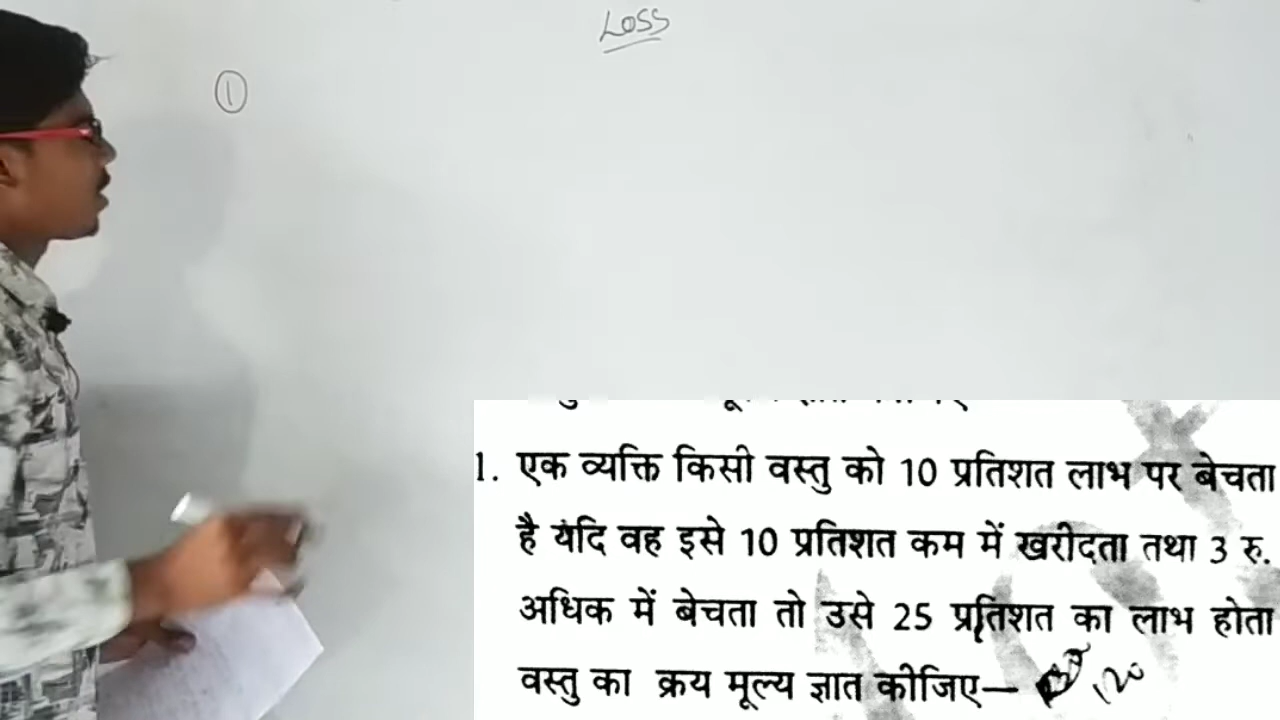 LOSS
1
1. एक व्यक्ति किसी वस्तु को 10 प्रतिशत लाभ पर बेचता
है यदि वह इसे 10 प्रतिशत कम में खरीदता तथा 3 रु.
अधिक में बेचता तो उसे 25 प्रतिशत का लाभ होता
वस्तु का क्रय मूल्य ज्ञात कीजिए— 120